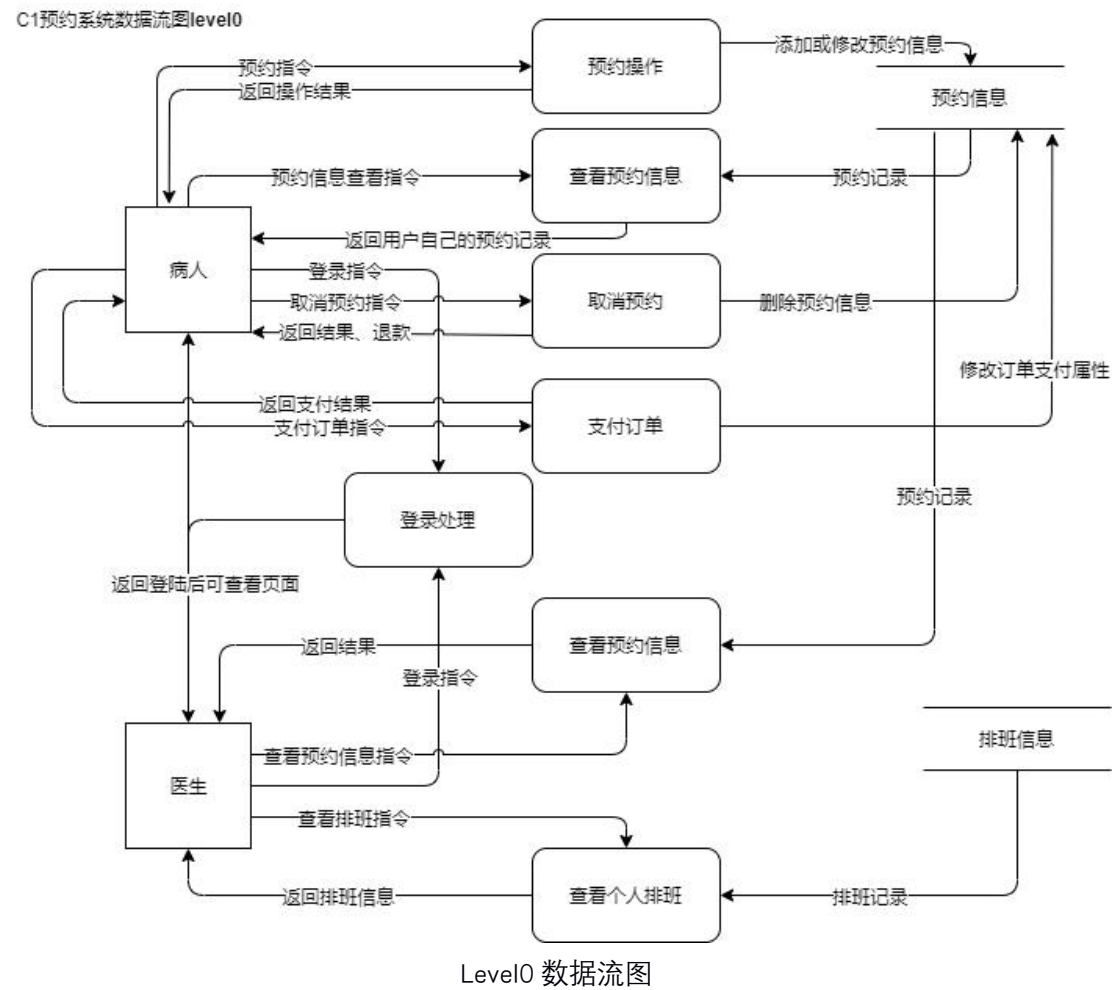 C1预约系统数据流图level0
添加或修改预约信息
预约指令
预约操作
返回操作结果
预约信息
预约信息查看指令
查看预约信息
预约记录
返回用户自己的预约记录
病人
登录指令
取消预约指令
取消预约
删除预约信息
返回结果、退款
修改订单支付属性
返回支付结果
支付订单指令
支付订单
预约记录
登录处理
返回登陆后可查看页面
返回结果
查看预约信息
登录指令
排班信息
查看预约信息指令
医生
查看排班指令
返回排班信息
查看个人排班
排班记录
Level0 数据流图